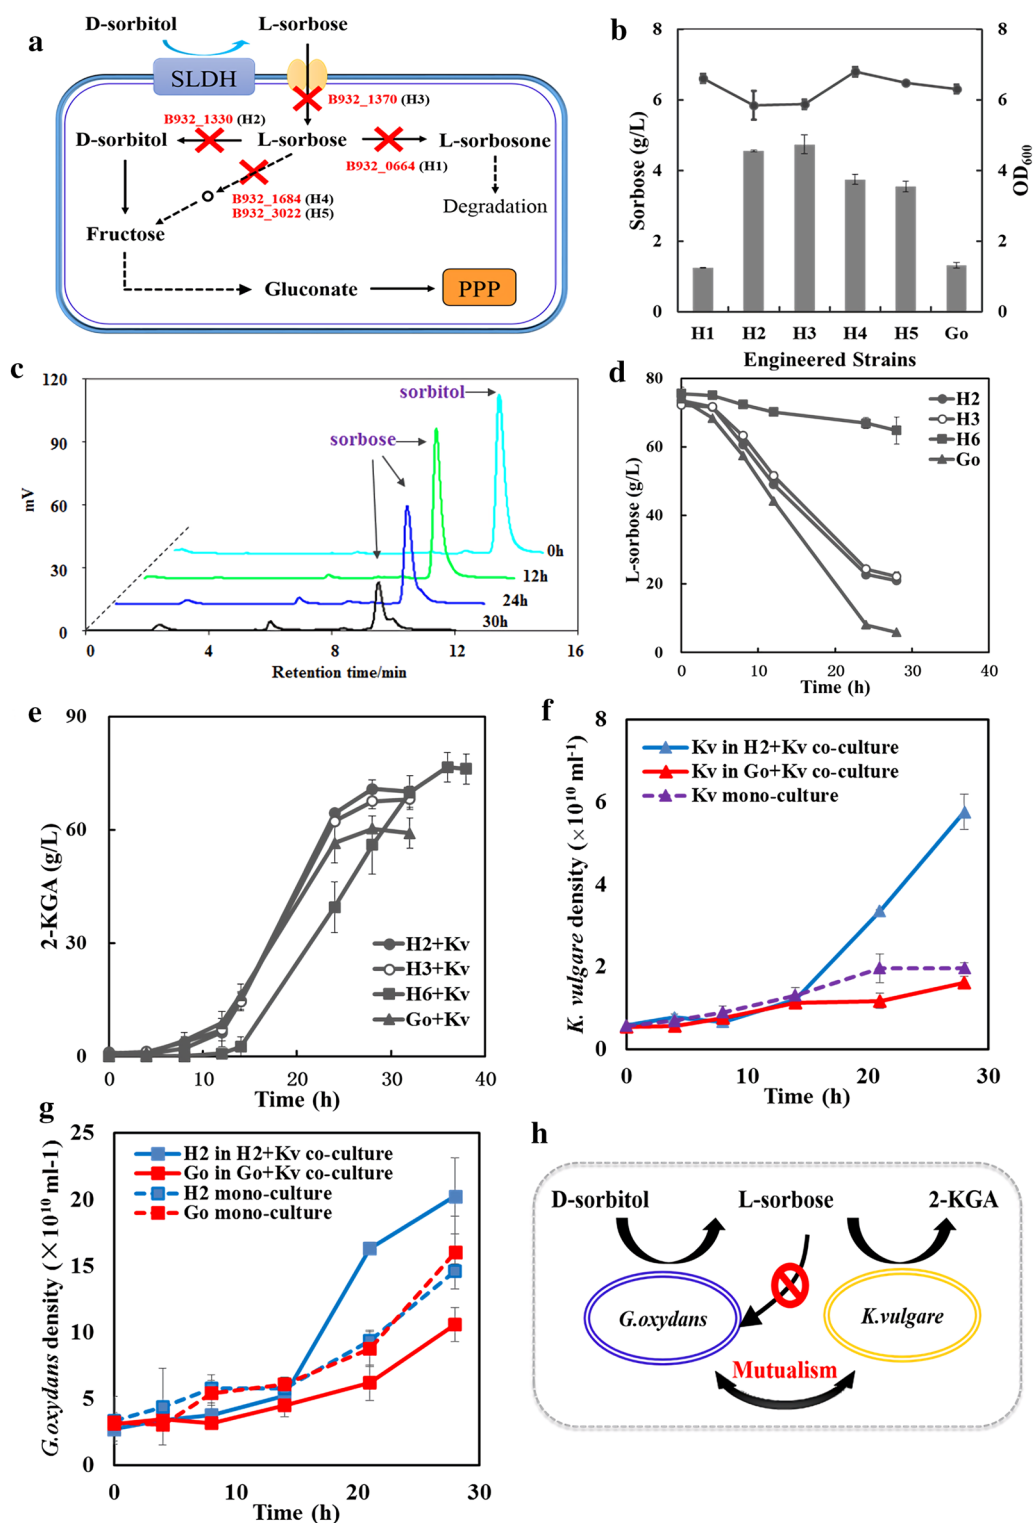 a
D-sorbitol
L-sorbose
SLDH
B932_1370 (H3)
B932_1330 (H2)
D-sorbitol
L-sorbose
L-sorbosone
B932_0664 (H1)
B932_1684 (H4)
B932_3022 (H5)
Degradation
Fructose
Gluconate
PPP
b
8
6
4
2
0
Sorbose (g/L)
8
6
4
2
0
OD600
H1 H2 H3 H4 H5 Go
Engineered Strains
c
120
90
60
30
0
mV
sorbitol
sorbose
0h
12h
24h
30h
0 4 8 12 16
Retention time/min
d
80
60
40
20
0
L-sorbose (g/L)
H2
H3
H6
Go
0 10 20 30 40
Time (h)
e
90
60
30
0
2-KGA (g/L)
H2+Kv
H3+Kv
H6+Kv
Go+Kv
0 10 20 30 40
Time (h)
f
8
6
4
2
0
K. vulgare density (×10¹⁰ ml⁻¹)
Kv in H2+Kv co-culture
Kv in Go+Kv co-culture
Kv mono-culture
0 10 20 30
Time (h)
g
25
20
15
10
5
0
G.oxydans density (×10¹⁰ ml-1)
H2 in H2+Kv co-culture
Go in Go+Kv co-culture
H2 mono-culture
Go mono-culture
0 10 20 30
Time (h)
h
D-sorbitol
L-sorbose
2-KGA
G.oxydans
K.vulgare
Mutualism